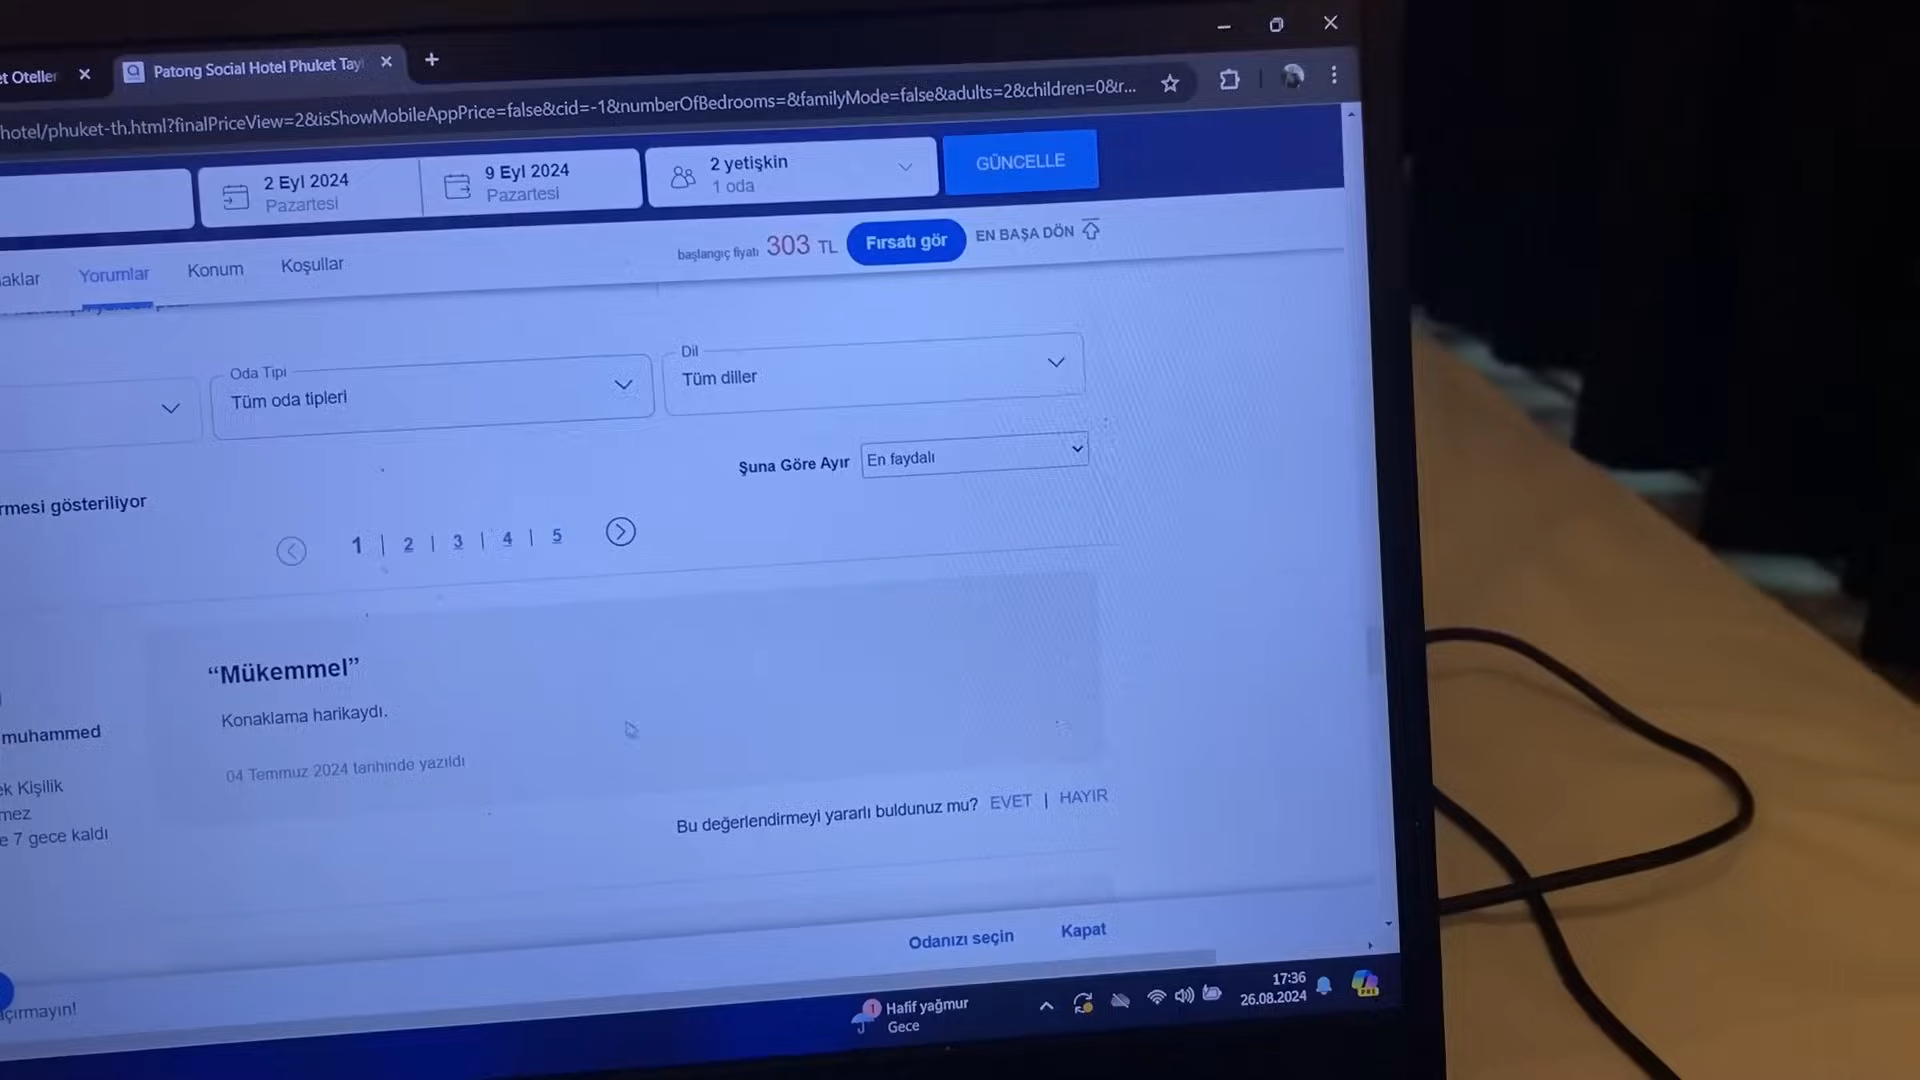 et Oteller
Patong Social Hotel Phuket Tayl
hotel/phuket-th.html?finalPriceView=2&isShowMobileAppPrice=false&cid=-1&numberOfBedrooms=&familyMode=false&adults=2&children=0&r...
2 Eyl 2024
Pazartesi
9 Eyl 2024
Pazartesi
2 yetişkin
1 oda
GÜNCELLE
aklar Yorumlar Konum Koşullar
başlangıç fiyatı 303 TL
Fırsatı gör
EN BAŞA DÖN
Oda Tipi
Tüm oda tipleri
Dil
Tüm diller
Şuna Göre Ayır En faydalı
rmesi gösteriliyor
1 | 2 | 3 | 4 | 5
“Mükemmel”
Konaklama harikaydı.
04 Temmuz 2024 tarihinde yazıldı
muhammed
ek Kişilik
mez
e 7 gece kaldı
Bu değerlendirmeyi yararlı buldunuz mu? EVET | HAYIR
Odanızı seçin Kapat
açırmayın!
1
Hafif yağmur
Gece
17:36
26.08.2024
PRE